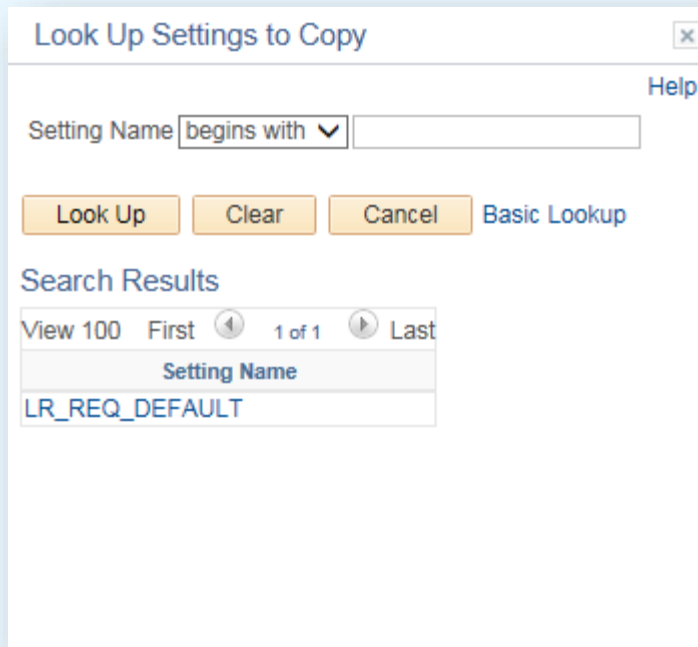 Look Up Settings to Copy
Help
Setting Name begins with
Look Up Clear Cancel Basic Lookup
Search Results
View 100 First 1 of 1 Last
Setting Name
LR_REQ_DEFAULT